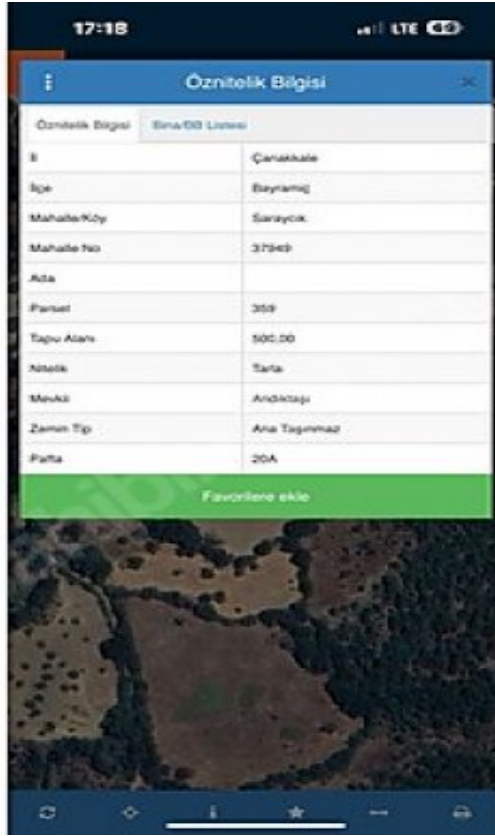 17:18 LTE
Öznitelik Bilgisi
Öznitelik Bilgisi Bina/BB Listesi
İl Çanakkale
İlçe Bayramiç
Mahalle/Köy Saraycık
Mahalle No 37949
Ada
Parsel 359
Tapu Alanı 500,00
Nitelik Tarla
Mevkii
Zemin Tip Ana Taşınmaz
Pafta 20A
Favorilere ekle